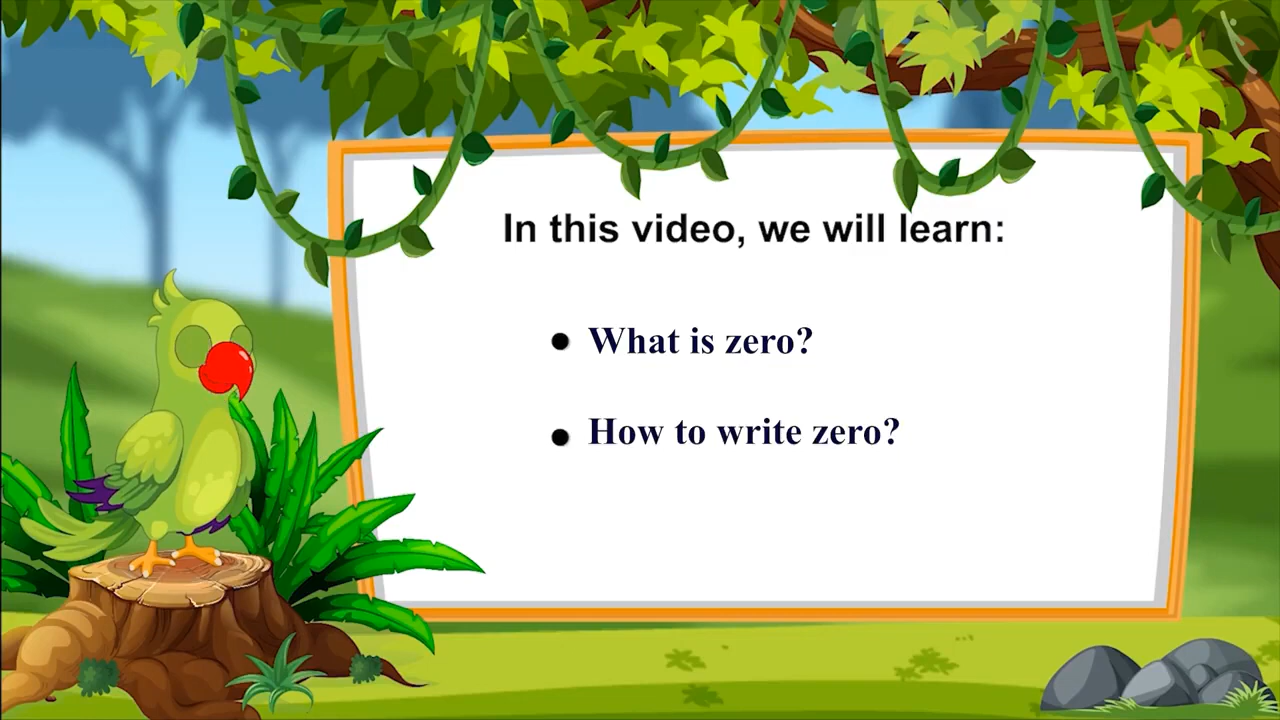 In this video, we will learn:
● What is zero?
● How to write zero?